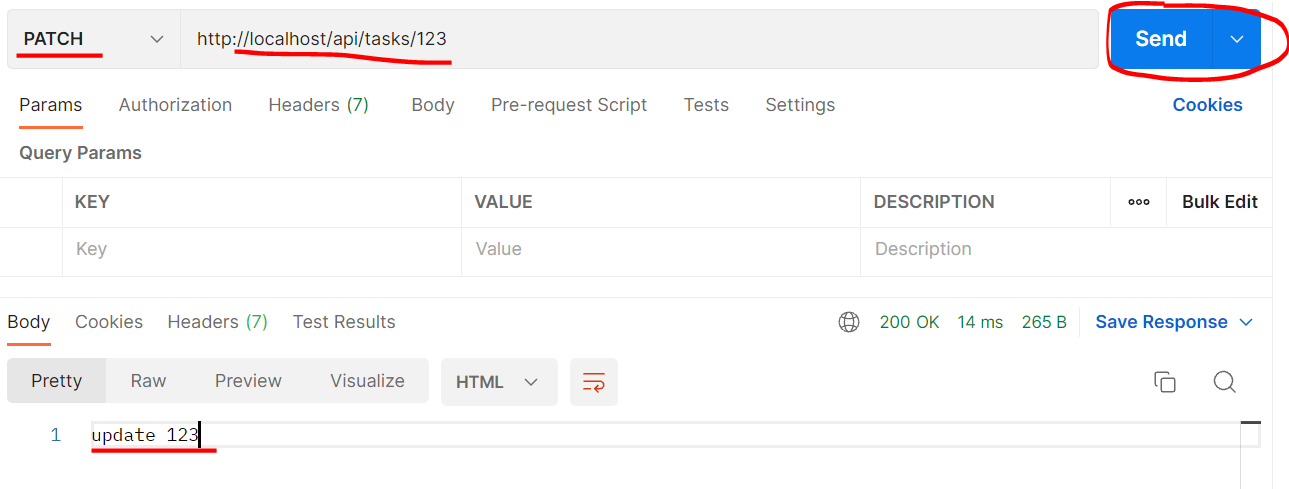 PATCH http://localhost/api/tasks/123 Send
Params Authorization Headers (7) Body Pre-request Script Tests Settings Cookies
Query Params
KEY VALUE DESCRIPTION ooo Bulk Edit
Key Value Description
Body Cookies Headers (7) Test Results 200 OK 14 ms 265 B Save Response
Pretty Raw Preview Visualize HTML
1 update 123